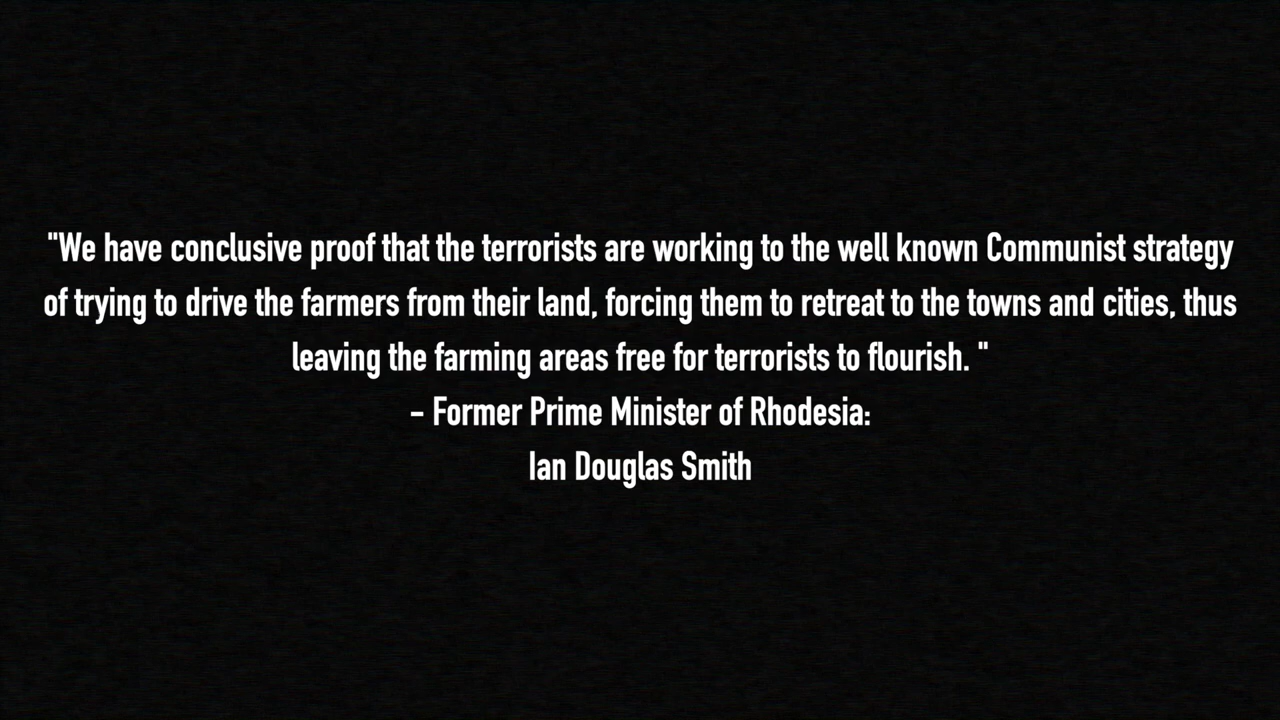 "We have conclusive proof that the terrorists are working to the well known Communist strategy
of trying to drive the farmers from their land, forcing them to retreat to the towns and cities, thus
leaving the farming areas free for terrorists to flourish. "
- Former Prime Minister of Rhodesia:
Ian Douglas Smith